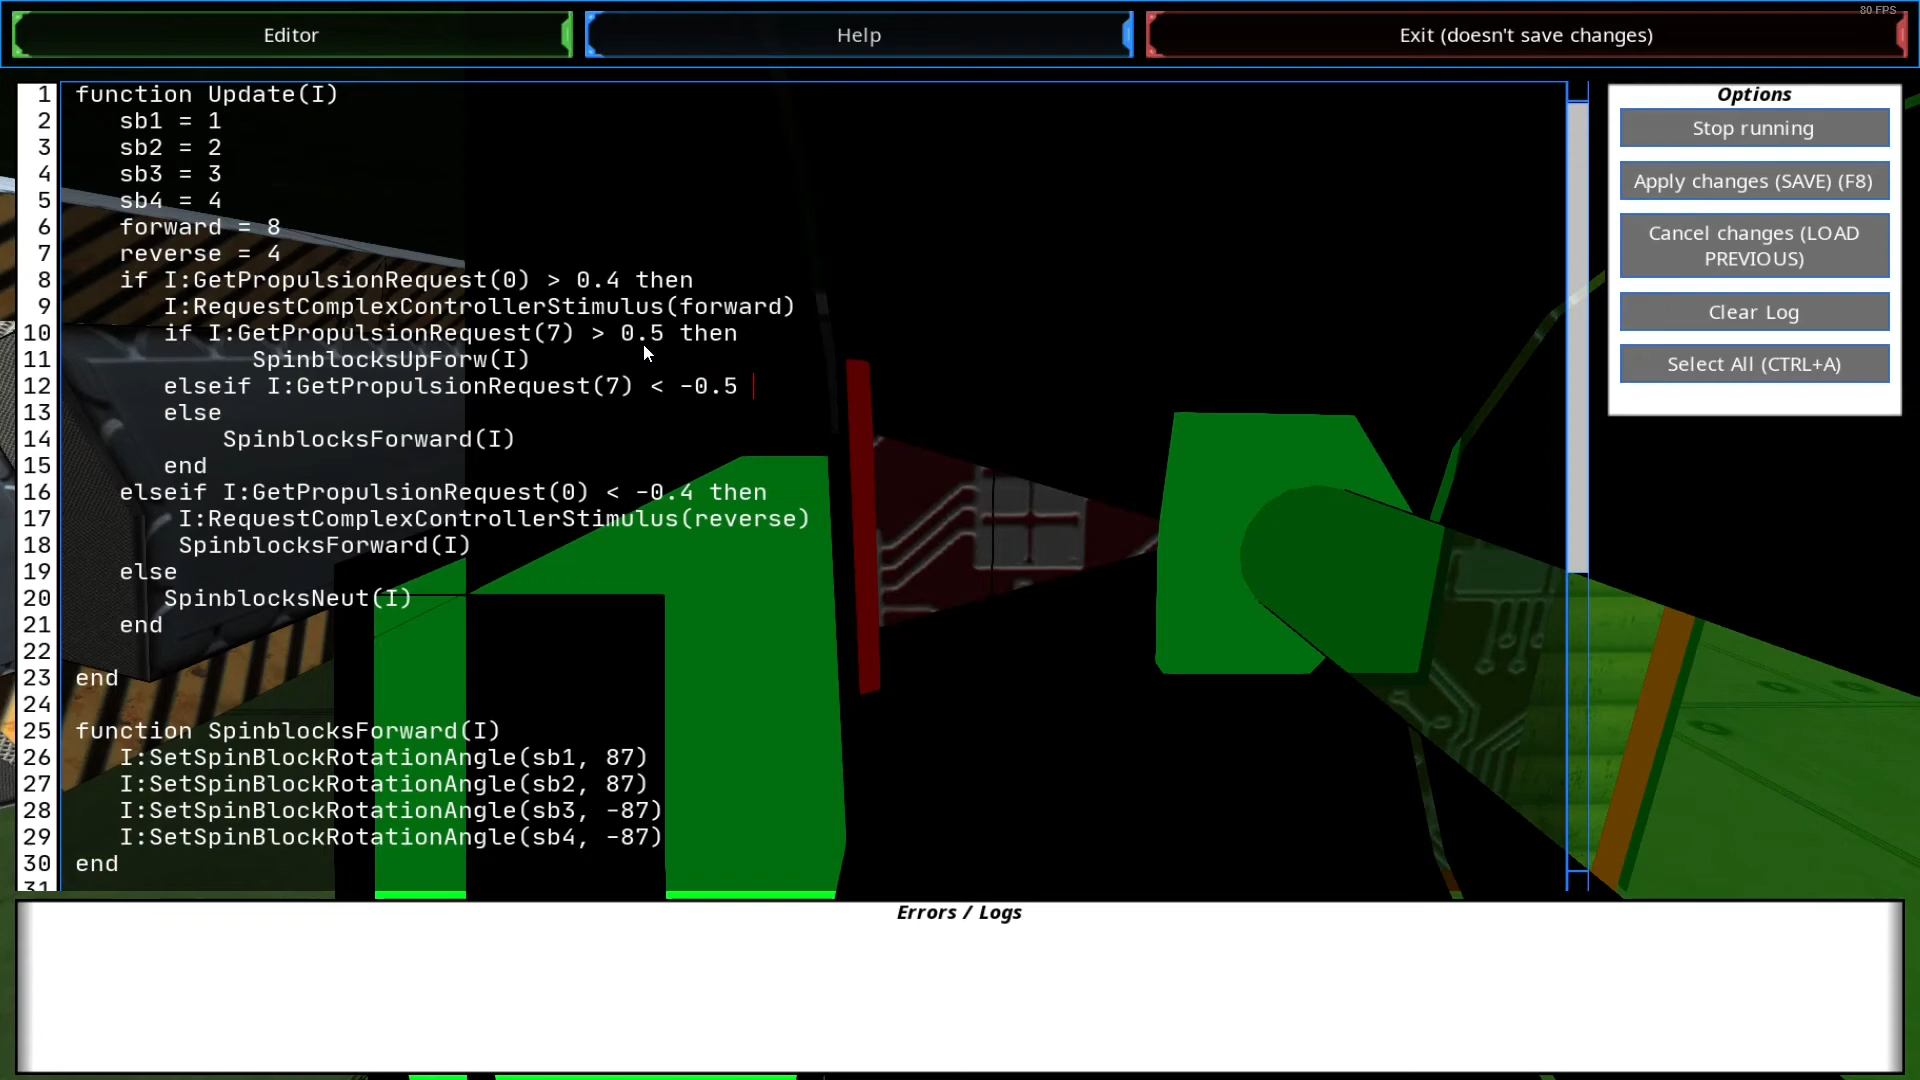 80 FPS
Editor
Help
Exit (doesn't save changes)
1 function Update(I)
2 sb1 = 1
3 sb2 = 2
4 sb3 = 3
5 sb4 = 4
6 forward = 8
7 reverse = 4
8 if I:GetPropulsionRequest(0) > 0.4 then
9 I:RequestComplexControllerStimulus(forward)
10 if I:GetPropulsionRequest(7) > 0.5 then
11 SpinblocksUpForw(I)
12 elseif I:GetPropulsionRequest(7) < -0.5
13 else
14 SpinblocksForward(I)
15 end
16 elseif I:GetPropulsionRequest(0) < -0.4 then
17 I:RequestComplexControllerStimulus(reverse)
18 SpinblocksForward(I)
19 else
20 SpinblocksNeut(I)
21 end
22
23 end
24
25 function SpinblocksForward(I)
26 I:SetSpinBlockRotationAngle(sb1, 87)
27 I:SetSpinBlockRotationAngle(sb2, 87)
28 I:SetSpinBlockRotationAngle(sb3, -87)
29 I:SetSpinBlockRotationAngle(sb4, -87)
30 end
31
Options
Stop running
Apply changes (SAVE) (F8)
Cancel changes (LOAD
PREVIOUS)
Clear Log
Select All (CTRL+A)
Errors / Logs